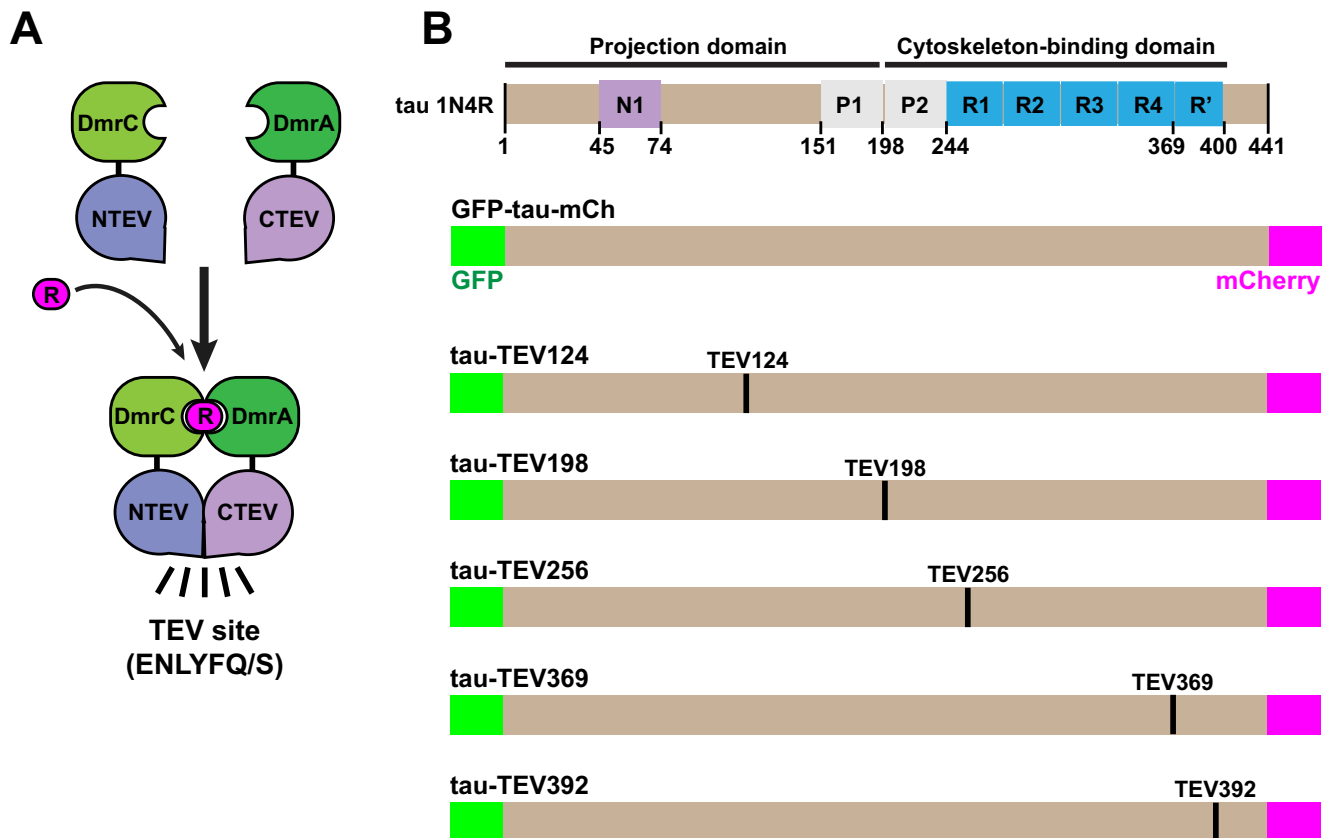 A
DmrC
DmrA
NTEV
CTEV
R
DmrC
R
DmrA
NTEV
CTEV
TEV site
(ENLYFQ/S)
B
Projection domain
Cytoskeleton-binding domain
tau 1N4R
N1
P1
P2
R1
R2
R3
R4
R’
1
45
74
151
198
244
369
400
441
GFP-tau-mCh
GFP
mCherry
tau-TEV124
TEV124
tau-TEV198
TEV198
tau-TEV256
TEV256
tau-TEV369
TEV369
tau-TEV392
TEV392